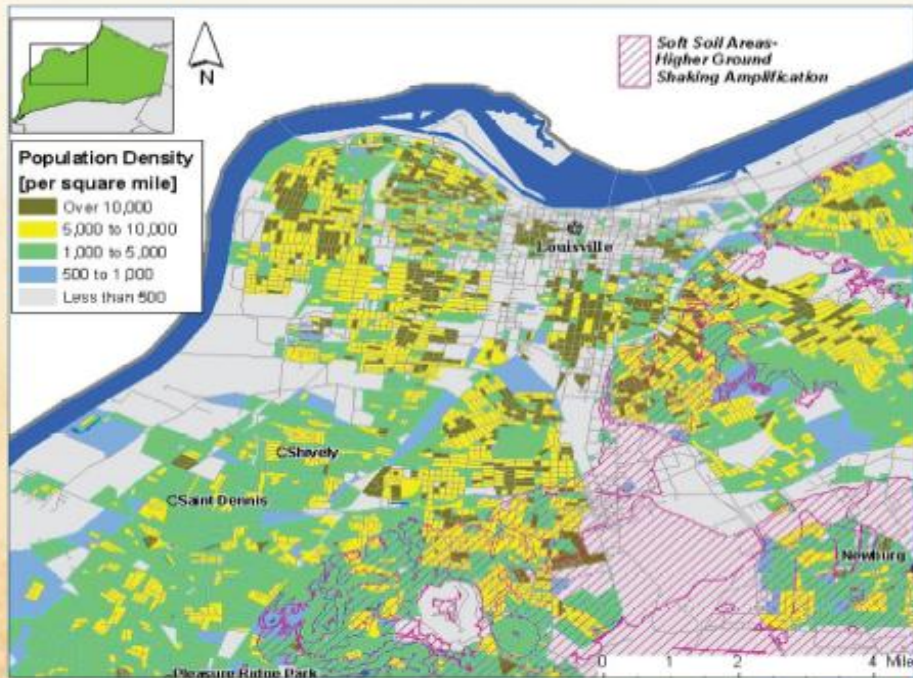 N
Soft Soil Areas-
Higher Ground
Shaking Amplification
Population Density
[per square mile]
Over 10,000
5,000 to 10,000
1,000 to 5,000
500 to 1,000
Less than 500
Louisville
CShively
CSaint Dennis
Newburg
Pleasure Ridge Park
0 1 2 4 Miles